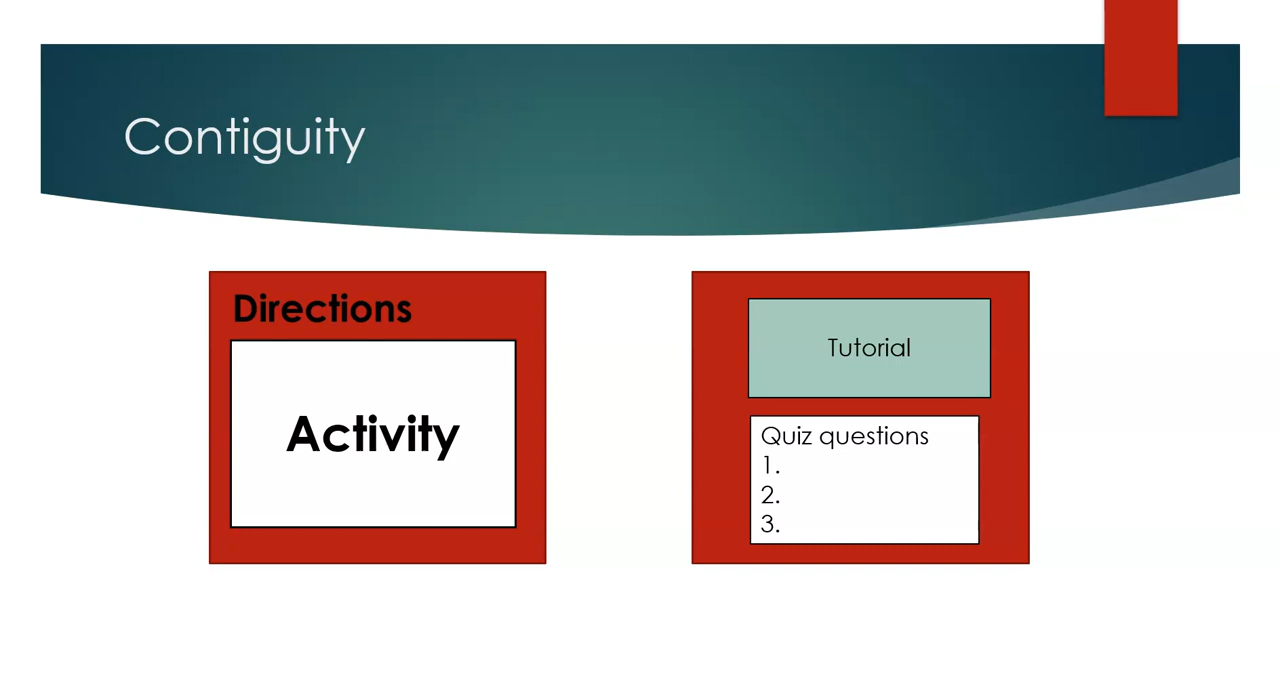 Contiguity
Directions
Activity
Tutorial
Quiz questions
1.
2.
3.